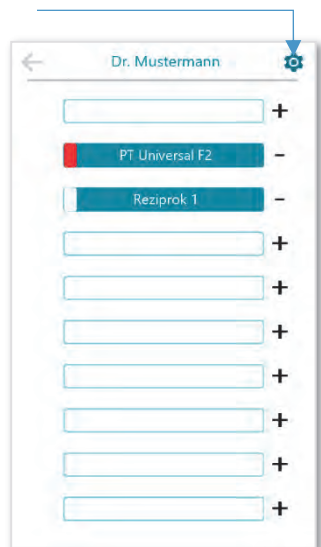 Dr. Mustermann
+
PT Universal F2 -
Reziprok 1 -
+
+
+
+
+
+
+